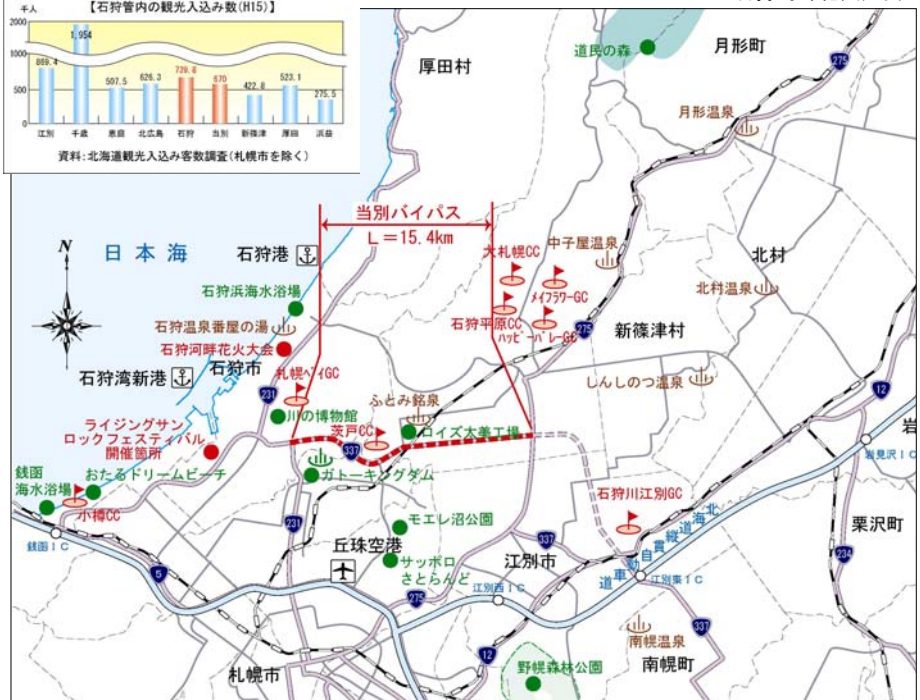 【石狩管内の観光入込み数(H15)】
千人
2000
1000
500
0
869.4
1,954
507.5
626.3
739.8
670
422.8
523.1
275.5
江別
千歳
恵庭
北広島
石狩
当別
新篠津
厚田
浜益
資料:北海道観光入込み客数調査(札幌市を除く)
道民の森
月形町
275
厚田村
月形温泉
当別バイパス
L=15.4km
N
日本海
石狩港
大札幌CC
中子屋温泉
北村
石狩浜海水浴場
メイフラワーGC
北村温泉
石狩平原CC
石狩温泉番屋の湯
ハッピーバレーGC
275
新篠津村
石狩河畔花火大会
石狩市
札幌ベイGC
石狩湾新港
しんしのつ温泉
12
231
ふとみ銘泉
川の博物館
茨戸CC
ロイズ太美工場
岩
ライジングサン
ロックフェスティバル
開催箇所
337
岩見沢IC
ガトーキングダム
銭函
海水浴場
おたるドリームビーチ
小樽CC
石狩川江別GC
231
モエレ沼公園
栗沢町
銭函IC
丘珠空港
337
江別市
北海道縦貫自動車道
234
サッポロ
さとらんど
5
江別東IC
275
江別西IC
南幌温泉
337
12
札幌市
野幌森林公園
南幌町